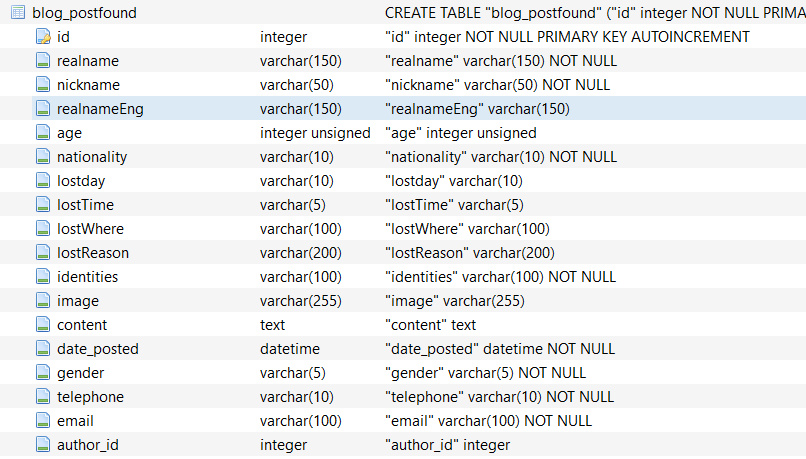 blog_postfound CREATE TABLE "blog_postfound" ("id" integer NOT NULL PRIMA
id integer "id" integer NOT NULL PRIMARY KEY AUTOINCREMENT
realname varchar(150) "realname" varchar(150) NOT NULL
nickname varchar(50) "nickname" varchar(50) NOT NULL
realnameEng varchar(150) "realnameEng" varchar(150)
age integer unsigned "age" integer unsigned
nationality varchar(10) "nationality" varchar(10) NOT NULL
lostday varchar(10) "lostday" varchar(10)
lostTime varchar(5) "lostTime" varchar(5)
lostWhere varchar(100) "lostWhere" varchar(100)
lostReason varchar(200) "lostReason" varchar(200)
identities varchar(100) "identities" varchar(100) NOT NULL
image varchar(255) "image" varchar(255)
content text "content" text
date_posted datetime "date_posted" datetime NOT NULL
gender varchar(5) "gender" varchar(5) NOT NULL
telephone varchar(10) "telephone" varchar(10) NOT NULL
email varchar(100) "email" varchar(100) NOT NULL
author_id integer "author_id" integer